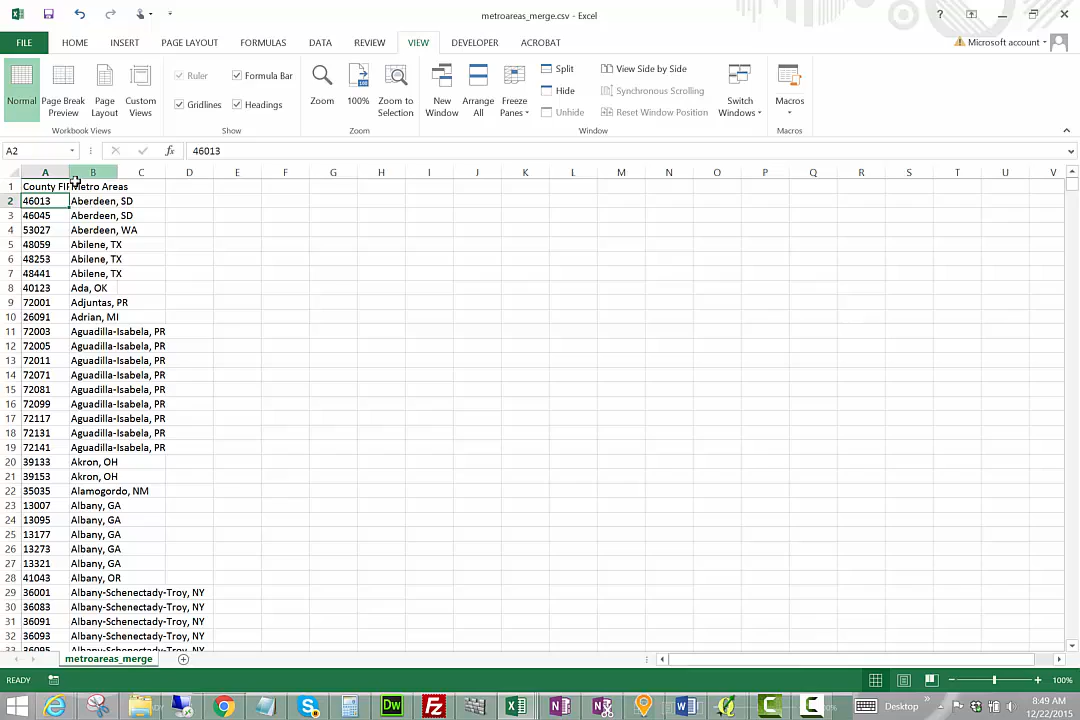 metroareas_merge.csv - Excel
FILE HOME INSERT PAGE LAYOUT FORMULAS DATA REVIEW VIEW DEVELOPER ACROBAT Microsoft account
Normal Page Break Preview Page Layout Custom Views
Workbook Views
Ruler Formula Bar
Gridlines Headings
Show
Zoom 100% Zoom to Selection
Zoom
New Window Arrange All Freeze Panes
Split
Hide
Unhide
View Side by Side
Synchronous Scrolling
Reset Window Position
Window
Switch Windows
Macros
Macros
A2 fx 46013
A B C D E F G H I J K L M N O P Q R S T U V
1 County FIP Metro Areas
2 46013 Aberdeen, SD
3 46045 Aberdeen, SD
4 53027 Aberdeen, WA
5 48059 Abilene, TX
6 48253 Abilene, TX
7 48441 Abilene, TX
8 40123 Ada, OK
9 72001 Adjuntas, PR
10 26091 Adrian, MI
11 72003 Aguadilla-Isabela, PR
12 72005 Aguadilla-Isabela, PR
13 72011 Aguadilla-Isabela, PR
14 72071 Aguadilla-Isabela, PR
15 72081 Aguadilla-Isabela, PR
16 72099 Aguadilla-Isabela, PR
17 72117 Aguadilla-Isabela, PR
18 72131 Aguadilla-Isabela, PR
19 72141 Aguadilla-Isabela, PR
20 39133 Akron, OH
21 39153 Akron, OH
22 35035 Alamogordo, NM
23 13007 Albany, GA
24 13095 Albany, GA
25 13177 Albany, GA
26 13273 Albany, GA
27 13321 Albany, GA
28 41043 Albany, OR
29 36001 Albany-Schenectady-Troy, NY
30 36083 Albany-Schenectady-Troy, NY
31 36091 Albany-Schenectady-Troy, NY
32 36093 Albany-Schenectady-Troy, NY
33 36095 Albany-Schenectady-Troy, NY
metroareas_merge
READY 100%
Desktop 8:49 AM
12/22/2015